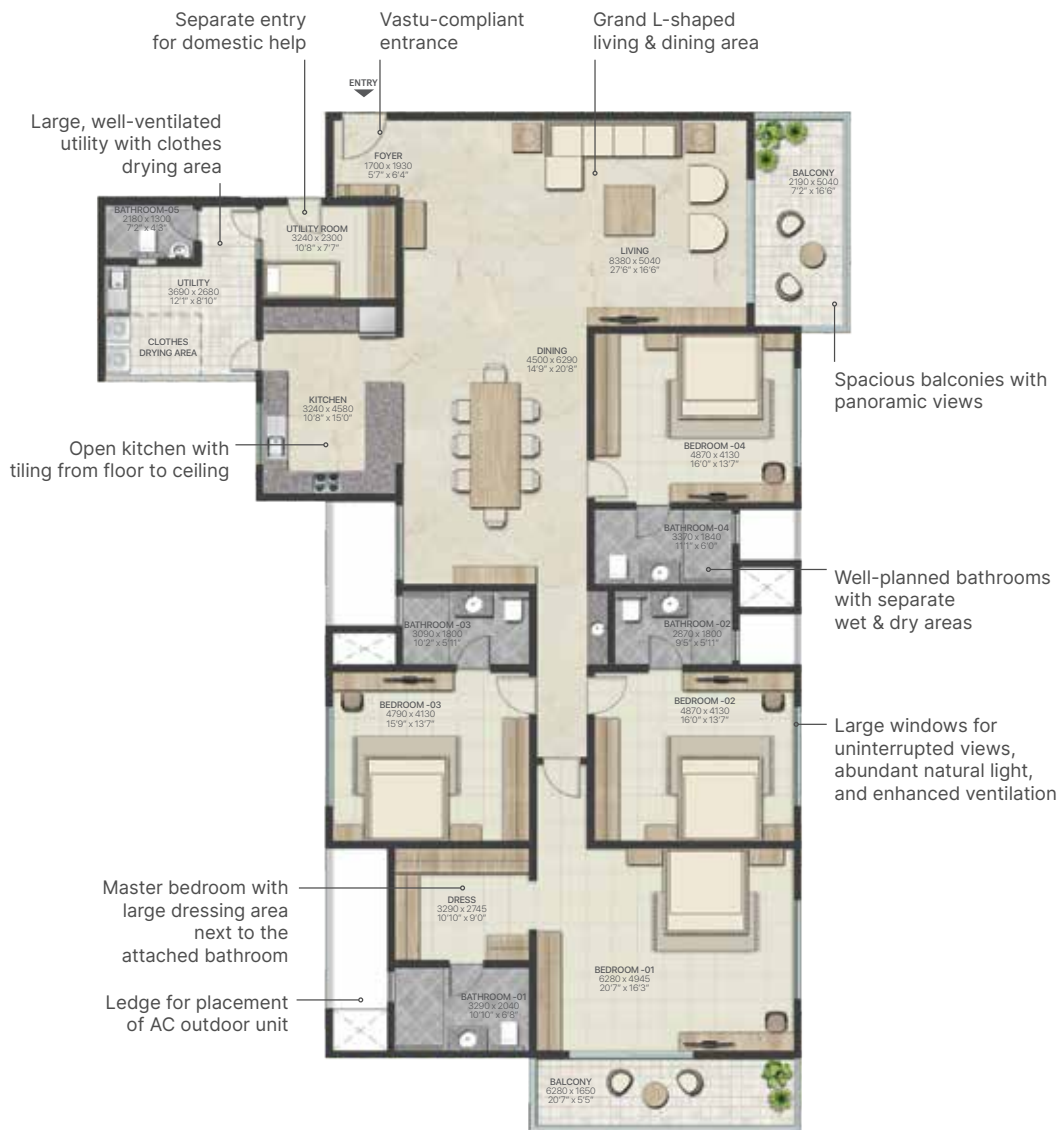 Separate entry
for domestic help
Vastu-compliant
entrance
Grand L-shaped
living & dining area
ENTRY
Large, well-ventilated
utility with clothes
drying area
FOYER
1700 x 1930
5'7" x 6'4"
BALCONY
2190 x 5040
7'2" x 16'6"
BATHROOM-05
2180 x 1300
7'2" x 4'3"
UTILITY ROOM
3240 x 2300
10'8" x 7'7"
LIVING
8380 x 5040
27'6" x 16'6"
UTILITY
3690 x 2680
12'1" x 8'10"
CLOTHES
DRYING AREA
DINING
4500 x 6290
14'9" x 20'8"
Spacious balconies with
panoramic views
KITCHEN
3240 x 4580
10'8" x 15'0"
Open kitchen with
tiling from floor to ceiling
BEDROOM -04
4870 x 4130
16'0" x 13'7"
BATHROOM-04
3370 x 1840
11'1" x 6'0"
Well-planned bathrooms
with separate
wet & dry areas
BATHROOM-03
3090 x 1800
10'2" x 5'11"
BATHROOM-02
2870 x 1800
9'5" x 5'11"
BEDROOM -03
4790 x 4130
15'9" x 13'7"
BEDROOM -02
4870 x 4130
16'0" x 13'7"
Large windows for
uninterrupted views,
abundant natural light,
and enhanced ventilation
Master bedroom with
large dressing area
next to the
attached bathroom
DRESS
3290 x 2745
10'10" x 9'0"
BEDROOM -01
6280 x 4945
20'7" x 16'3"
Ledge for placement
of AC outdoor unit
BATHROOM -01
3290 x 2040
10'10" x 6'8"
BALCONY
6280 x 1650
20'7" x 5'5"